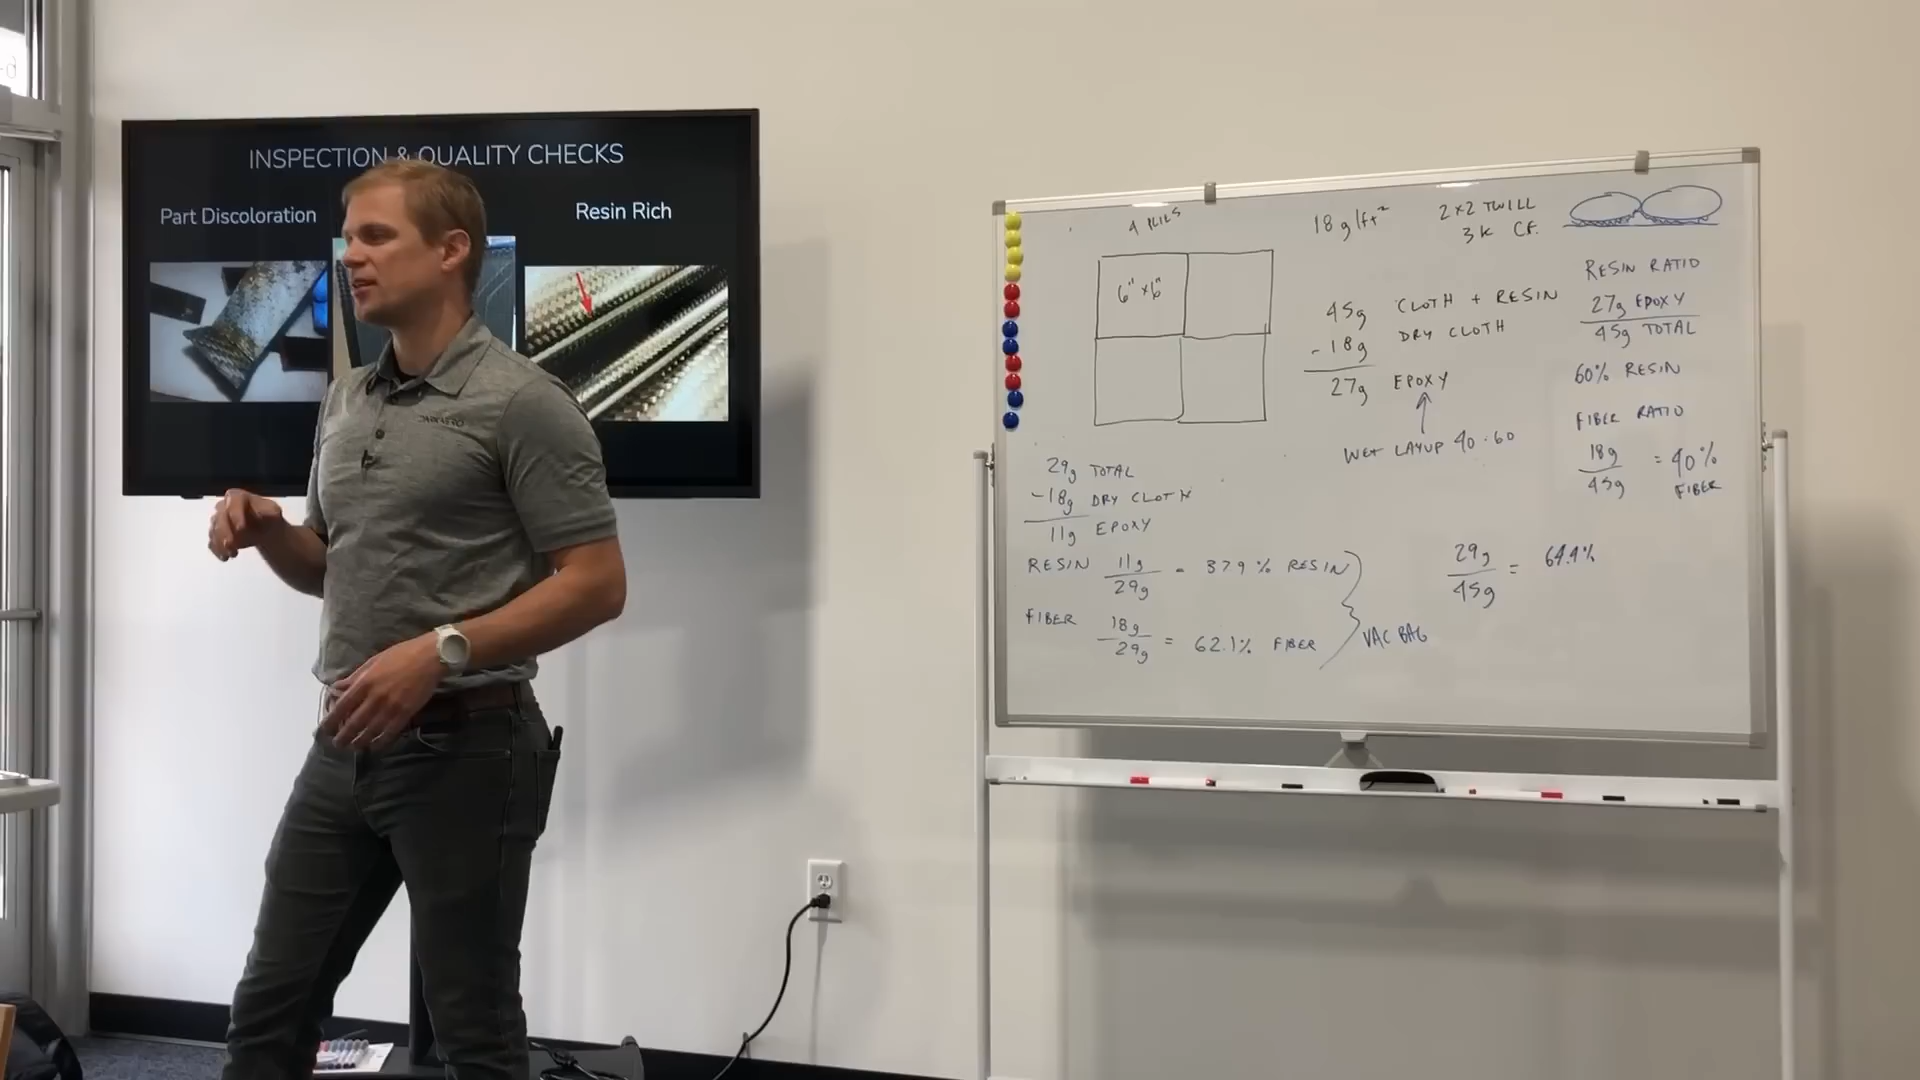 INSPECTION & QUALITY CHECKS
Part Discoloration
Resin Rich
DARKAERO
4 PLIES
6" x 6"
18g/ft²
2x2 TWILL
3K CF.
45g CLOTH + RESIN
-18g DRY CLOTH
27g EPOXY
WET LAYUP 40-60
RESIN RATIO
27g EPOXY
45g TOTAL
60% RESIN
FIBER RATIO
18g
45g
= 40%
FIBER
29g TOTAL
-18g DRY CLOTH
11g EPOXY
RESIN 11g
29g
= 37.9% RESIN
FIBER 18g
29g
= 62.1% FIBER
VAC BAG
29g
45g
= 64.4%